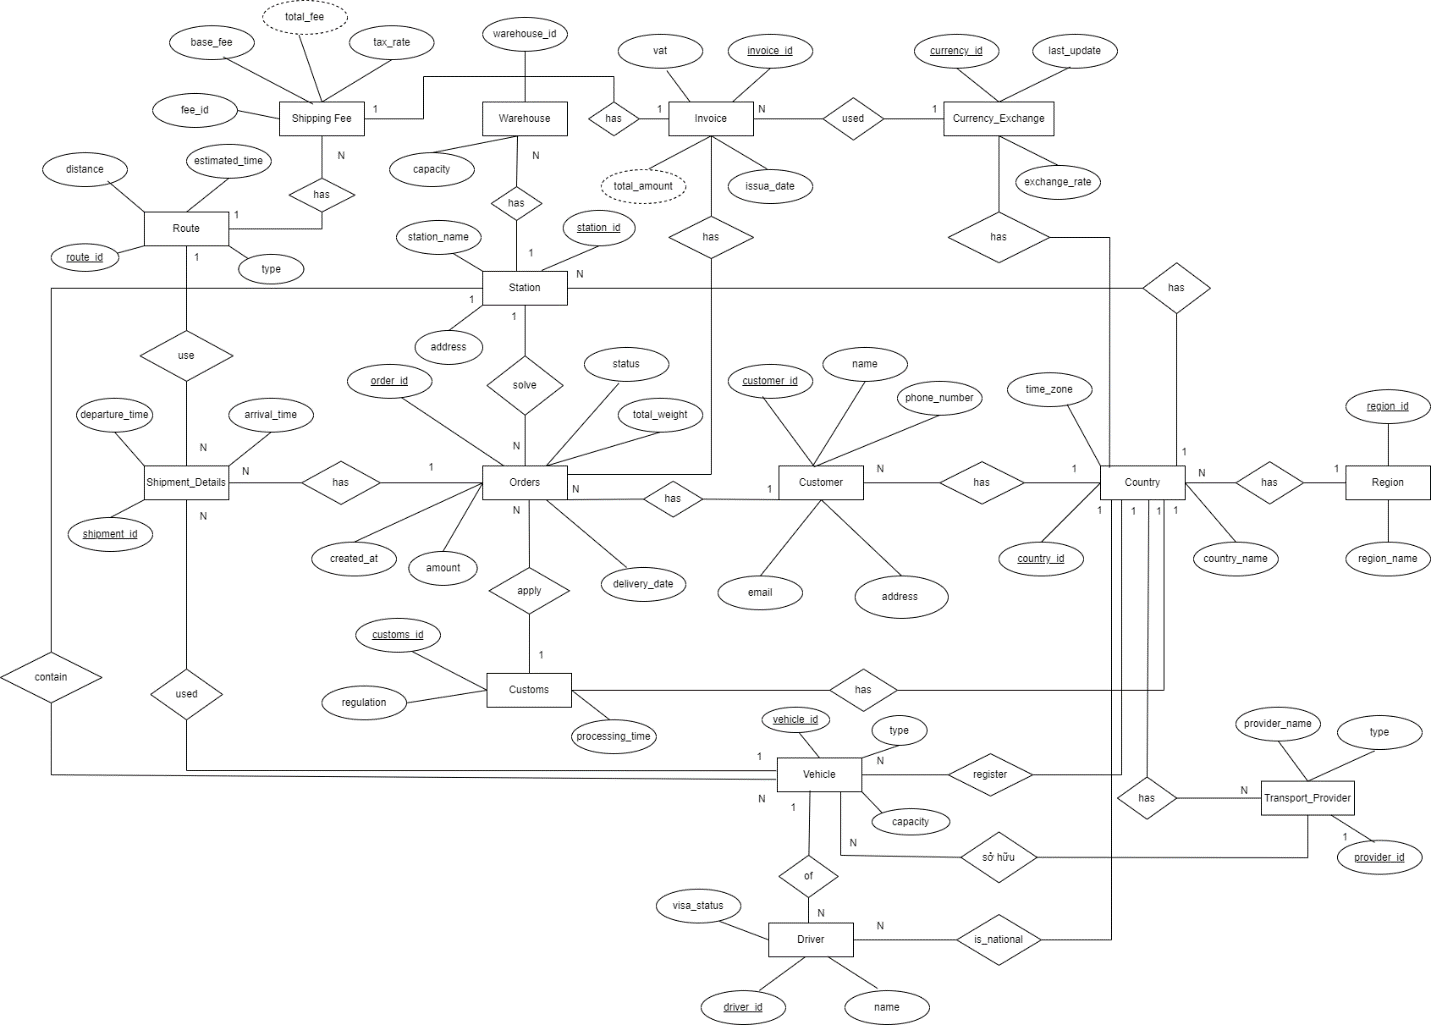 total_fee
base_fee
tax_rate
warehouse_id
vat
invoice_id
currency_id
last_update
fee_id
Shipping Fee
1
Warehouse
has
1
Invoice
N
used
1
Currency_Exchange
N
N
distance
estimated_time
capacity
total_amount
issua_date
exchange_rate
has
has
1
Route
station_name
station_id
has
has
route_id
1
type
1
N
Station
has
1
1
address
use
solve
status
name
order_id
customer_id
time_zone
phone_number
region_id
departure_time
arrival_time
total_weight
N
N
1
N
1
N
1
1
N
1
Shipment_Details
has
Orders
N
has
1
Customer
has
Country
has
Region
N
N
1
1
1
1
shipment_id
created_at
amount
delivery_date
country_id
country_name
region_name
apply
email
address
customs_id
1
contain
used
regulation
Customs
has
processing_time
vehicle_id
type
provider_name
type
1
N
Vehicle
register
N
1
capacity
has
N
Transport_Provider
N
sở hữu
1
provider_id
of
visa_status
N
N
Driver
is_national
driver_id
name